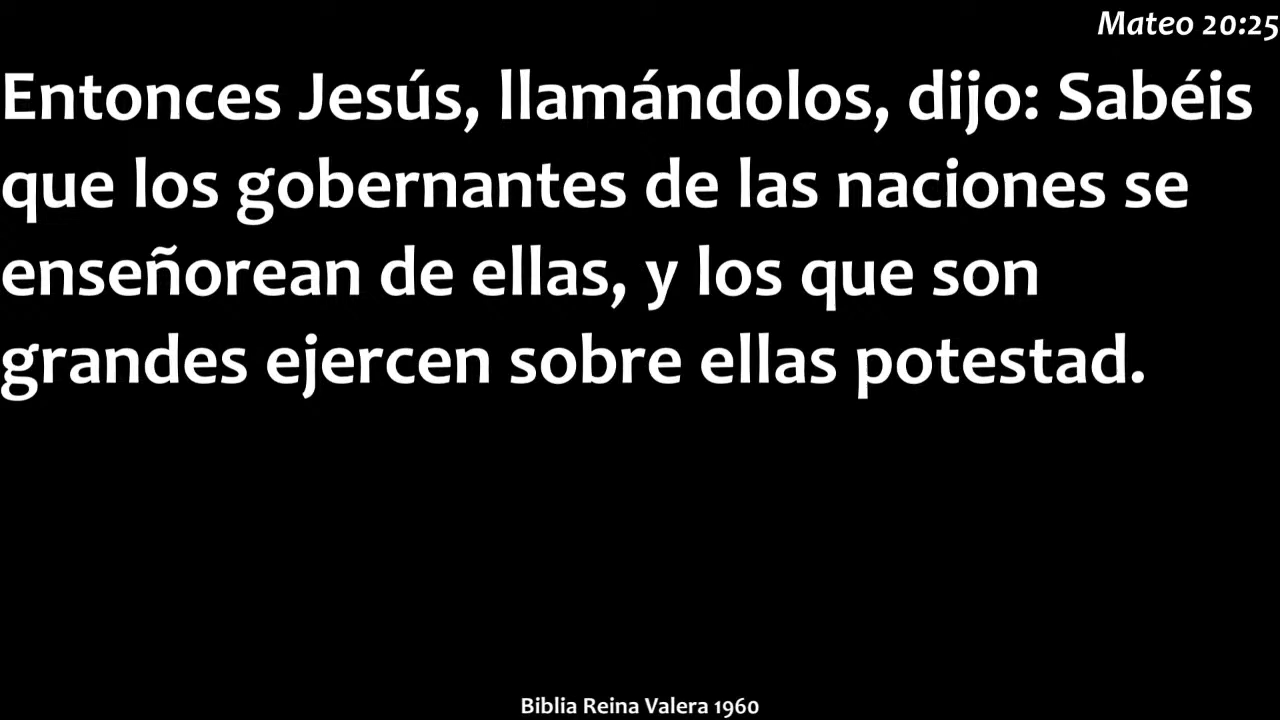 Mateo 20:25
Entonces Jesús, llamándolos, dijo: Sabéis
que los gobernantes de las naciones se
enseñorean de ellas, y los que son
grandes ejercen sobre ellas potestad.
Biblia Reina Valera 1960